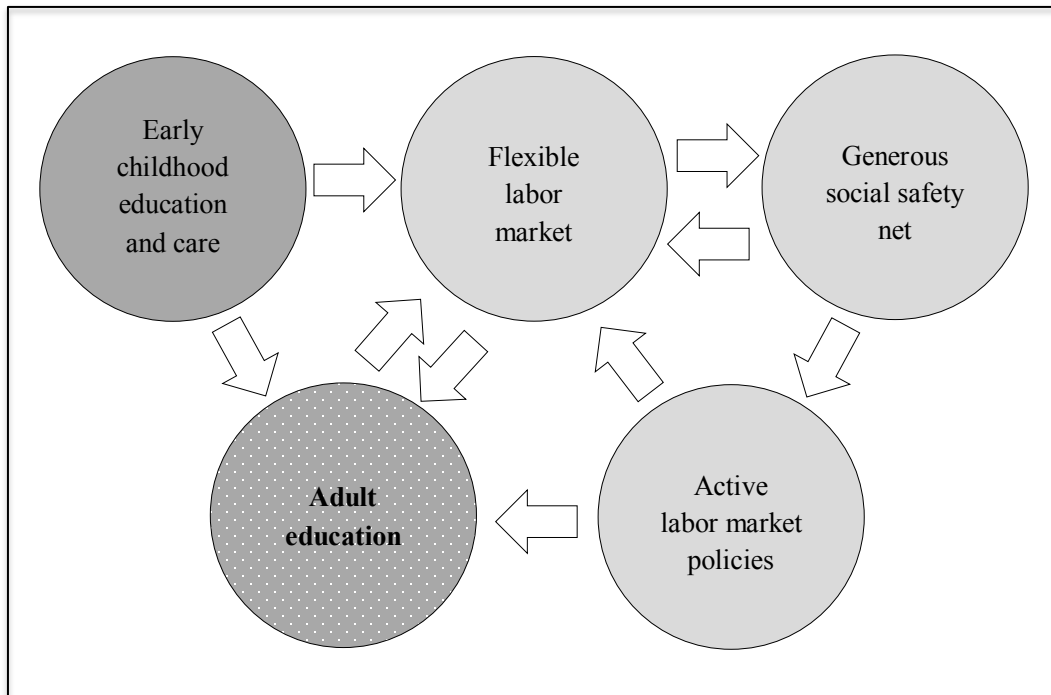 Early
childhood
education
and care
Flexible
labor
market
Generous
social safety
net
Adult
education
Active
labor market
policies